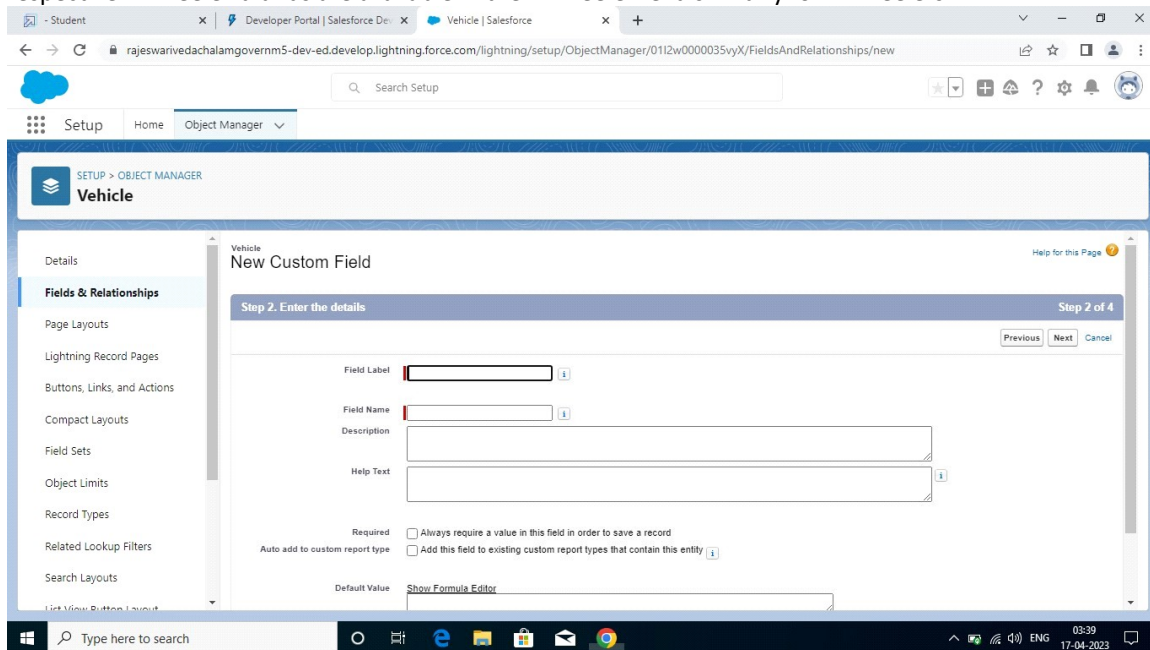 - Student
Developer Portal | Salesforce Dev
Vehicle | Salesforce
rajeswarivedachalamgovernm5-dev-ed.develop.lightning.force.com/lightning/setup/ObjectManager/01I2w0000035vyX/FieldsAndRelationships/new
Search Setup
Setup Home Object Manager
SETUP > OBJECT MANAGER
Vehicle
Details
Fields & Relationships
Page Layouts
Lightning Record Pages
Buttons, Links, and Actions
Compact Layouts
Field Sets
Object Limits
Record Types
Related Lookup Filters
Search Layouts
List View Button Layout
Vehicle
New Custom Field
Help for this Page
Step 2. Enter the details Step 2 of 4
Previous Next Cancel
Field Label
Field Name
Description
Help Text
Required Always require a value in this field in order to save a record
Auto add to custom report type Add this field to existing custom report types that contain this entity
Default Value Show Formula Editor
Type here to search
ENG
03:39
17-04-2023